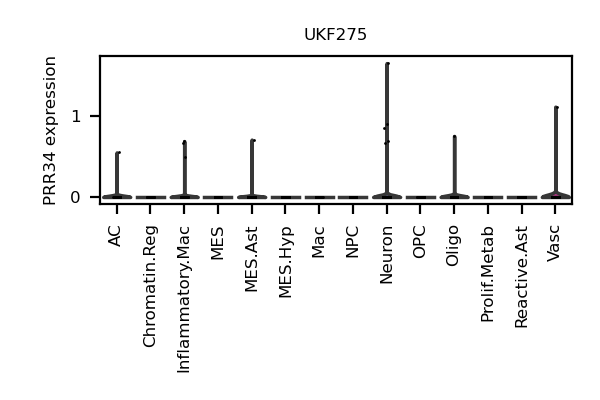 UKF275
PRR34 expression
1
0
AC
Chromatin.Reg
Inflammatory.Mac
MES
MES.Ast
MES.Hyp
Mac
NPC
Neuron
OPC
Oligo
Prolif.Metab
Reactive.Ast
Vasc